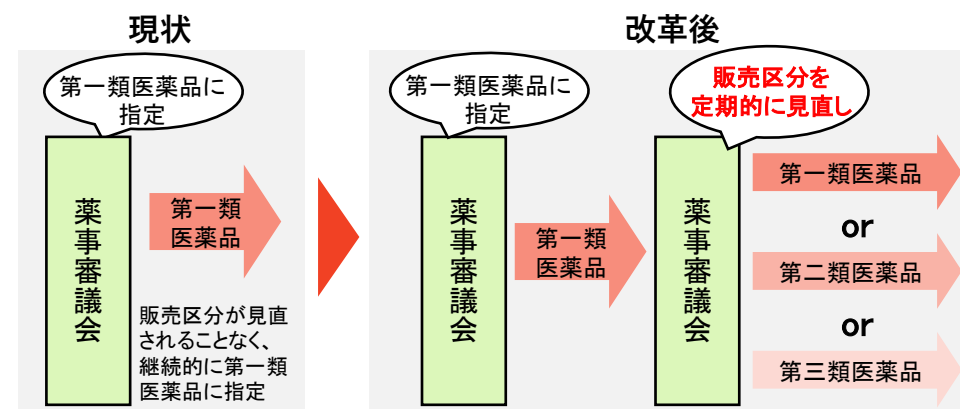 現状
第一類医薬品に
指定
薬事審議会
第一類
医薬品
販売区分が見直
されることなく、
継続的に第一類
医薬品に指定
改革後
第一類医薬品に
指定
薬事審議会
第一類
医薬品
販売区分を
定期的に見直し
薬事審議会
第一類医薬品
or
第二類医薬品
or
第三類医薬品